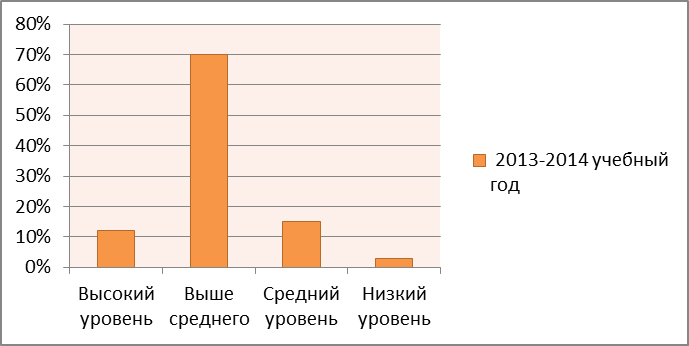 80%
70%
60%
50%
40%
30%
20%
10%
0%
Высокий
уровень
Выше
среднего
Средний
уровень
Низкий
уровень
2013-2014 учебный
год